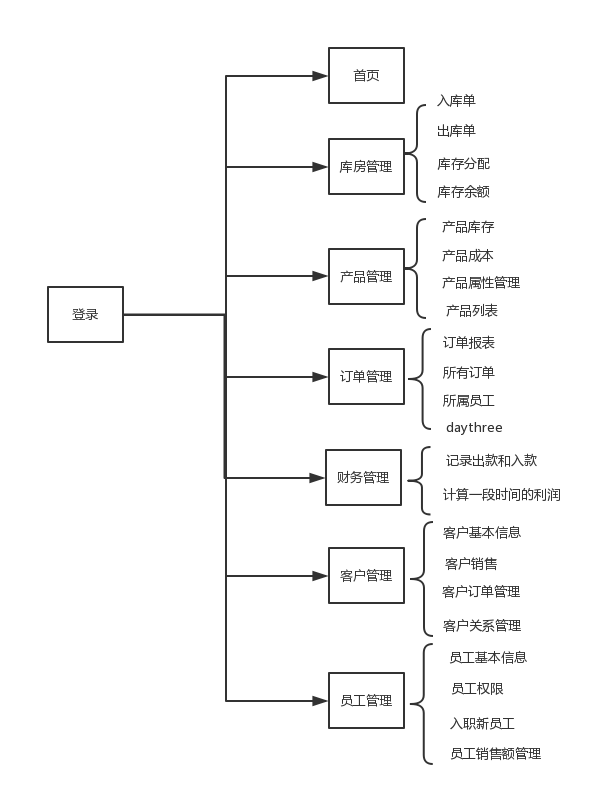 登录
首页
库房管理
入库单
出库单
库存分配
库存余额
产品管理
产品库存
产品成本
产品属性管理
产品列表
订单管理
订单报表
所有订单
所属员工
daythree
财务管理
记录出款和入款
计算一段时间的利润
客户管理
客户基本信息
客户销售
客户订单管理
客户关系管理
员工管理
员工基本信息
员工权限
入职新员工
员工销售额管理